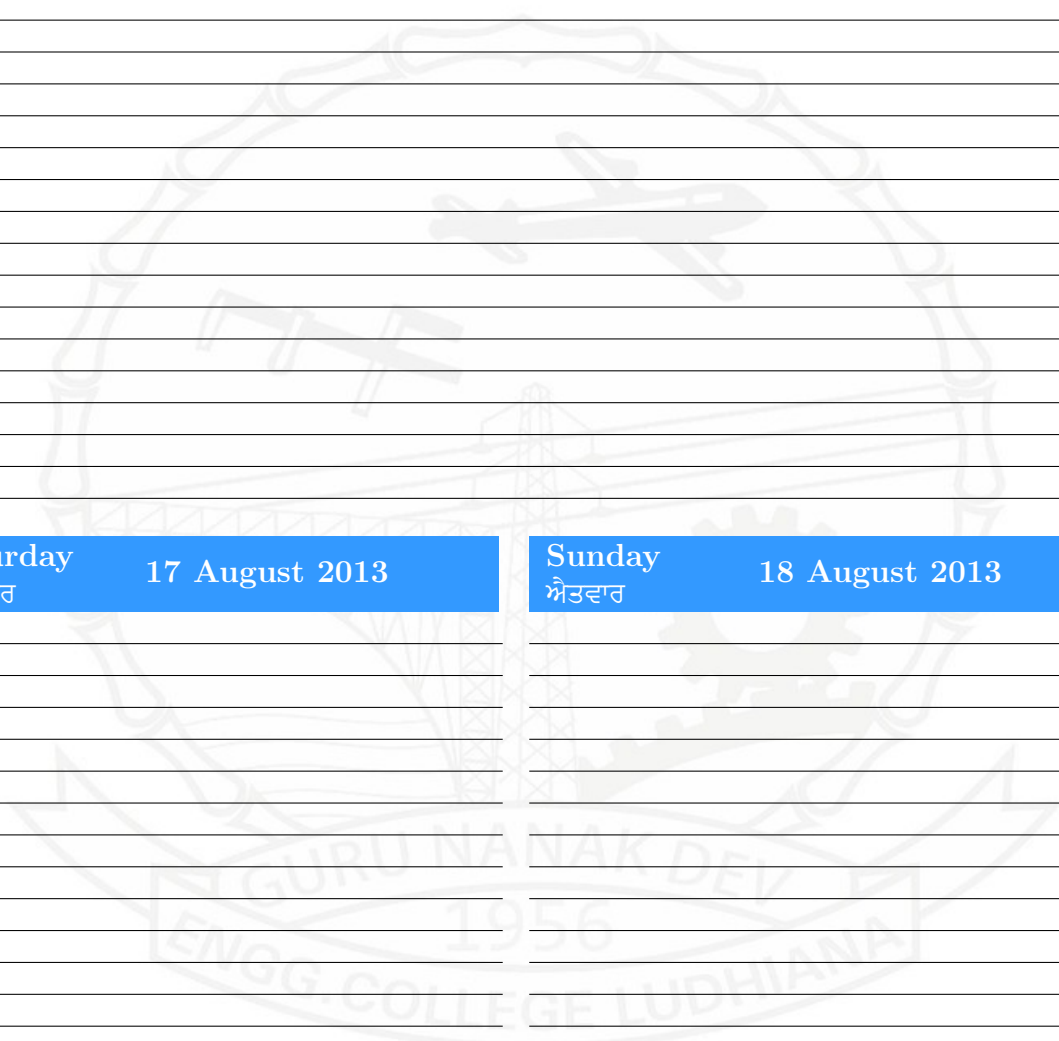 urday
ਰ
17 August 2013
Sunday
ਐਤਵਾਰ
18 August 2013
GURU NANAK DEV
1956
ENGG.COLLEGE LUDHIANA